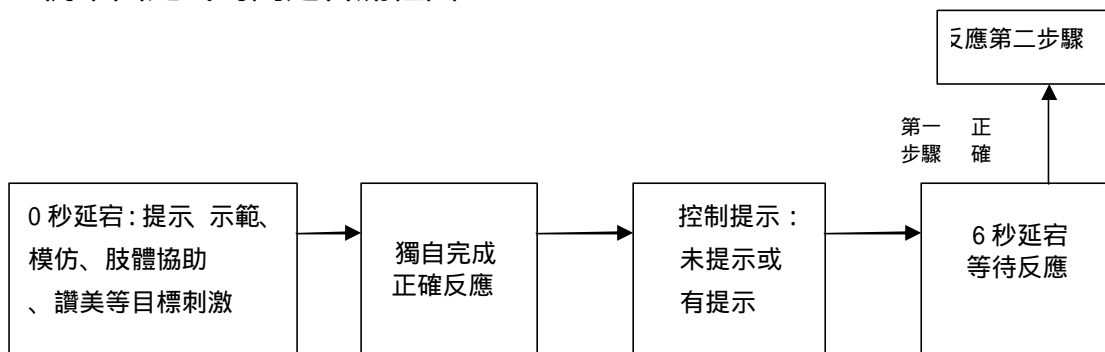 反應第二步驟
第一 正
步驟 確
0 秒延宕:提示 示範、
模仿、肢體協助
、讚美等目標刺激
獨自完成
正確反應
控制提示:
未提示或
有提示
6 秒延宕
等待反應